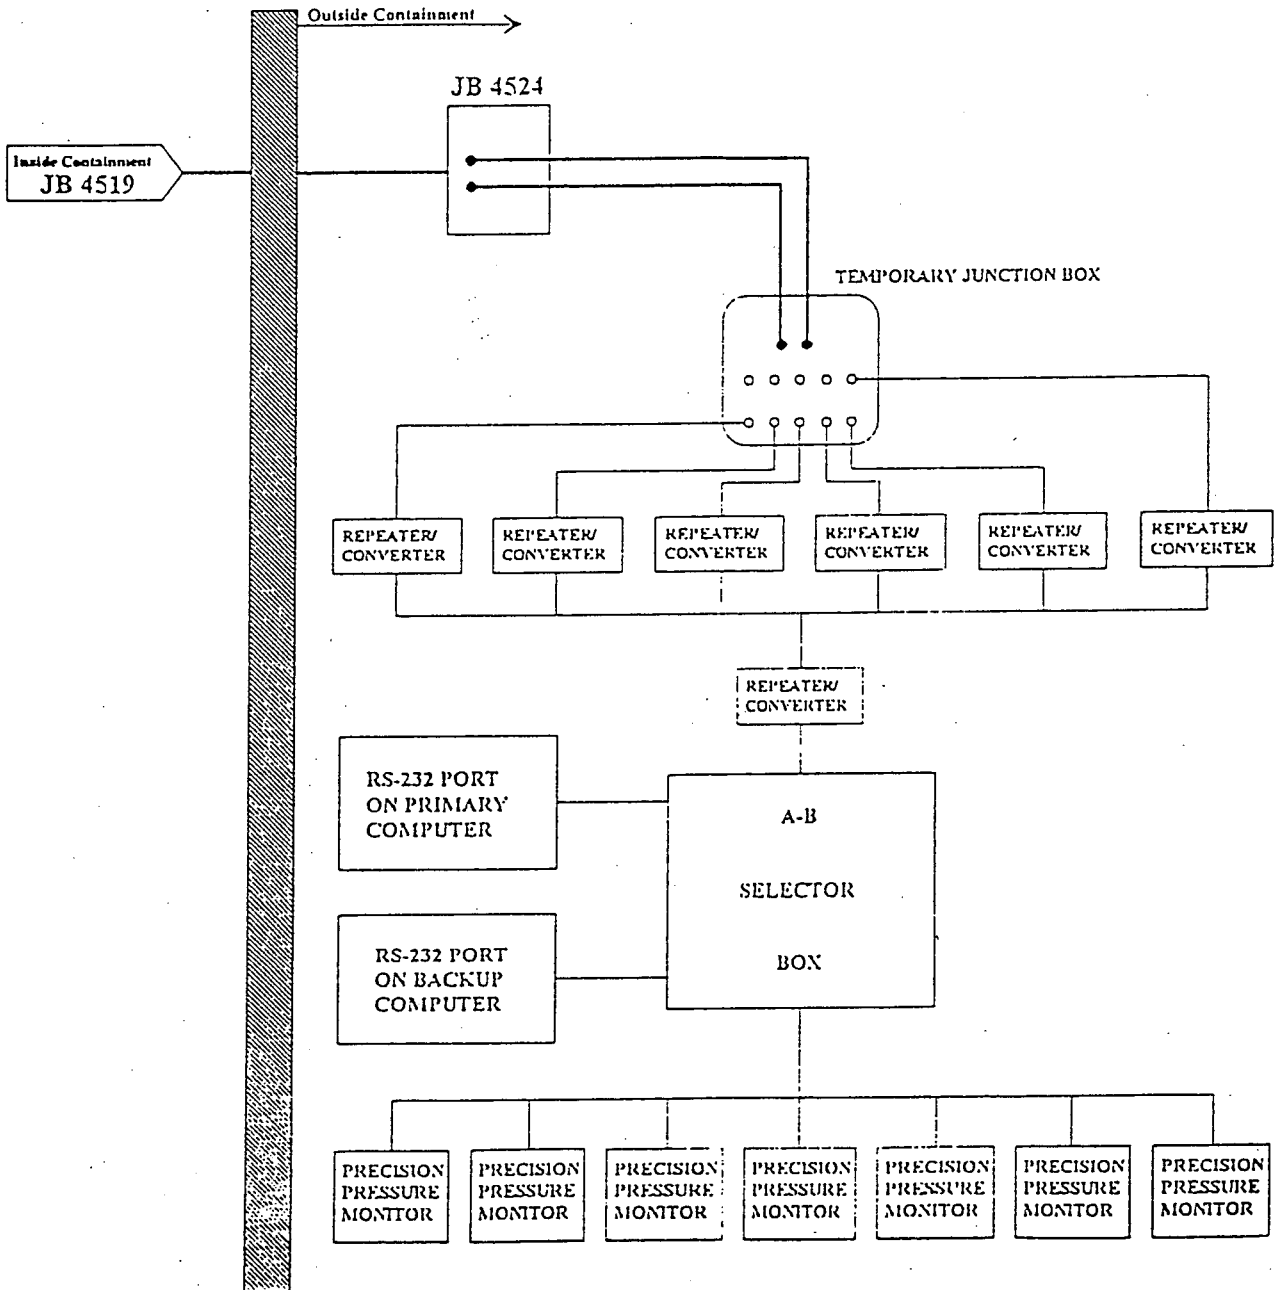 Outside Containment
JB 4524
Inside Containment
JB 4519
TEMPORARY JUNCTION BOX
REPEATER/
CONVERTER
REPEATER/
CONVERTER
REPEATER/
CONVERTER
REPEATER/
CONVERTER
REPEATER/
CONVERTER
REPEATER/
CONVERTER
REPEATER/
CONVERTER
RS-232 PORT
ON PRIMARY
COMPUTER
A-B
SELECTOR
BOX
RS-232 PORT
ON BACKUP
COMPUTER
PRECISION
PRESSURE
MONITOR
PRECISION
PRESSURE
MONITOR
PRECISION
PRESSURE
MONITOR
PRECISION
PRESSURE
MONITOR
PRECISION
PRESSURE
MONITOR
PRECISION
PRESSURE
MONITOR
PRECISION
PRESSURE
MONITOR